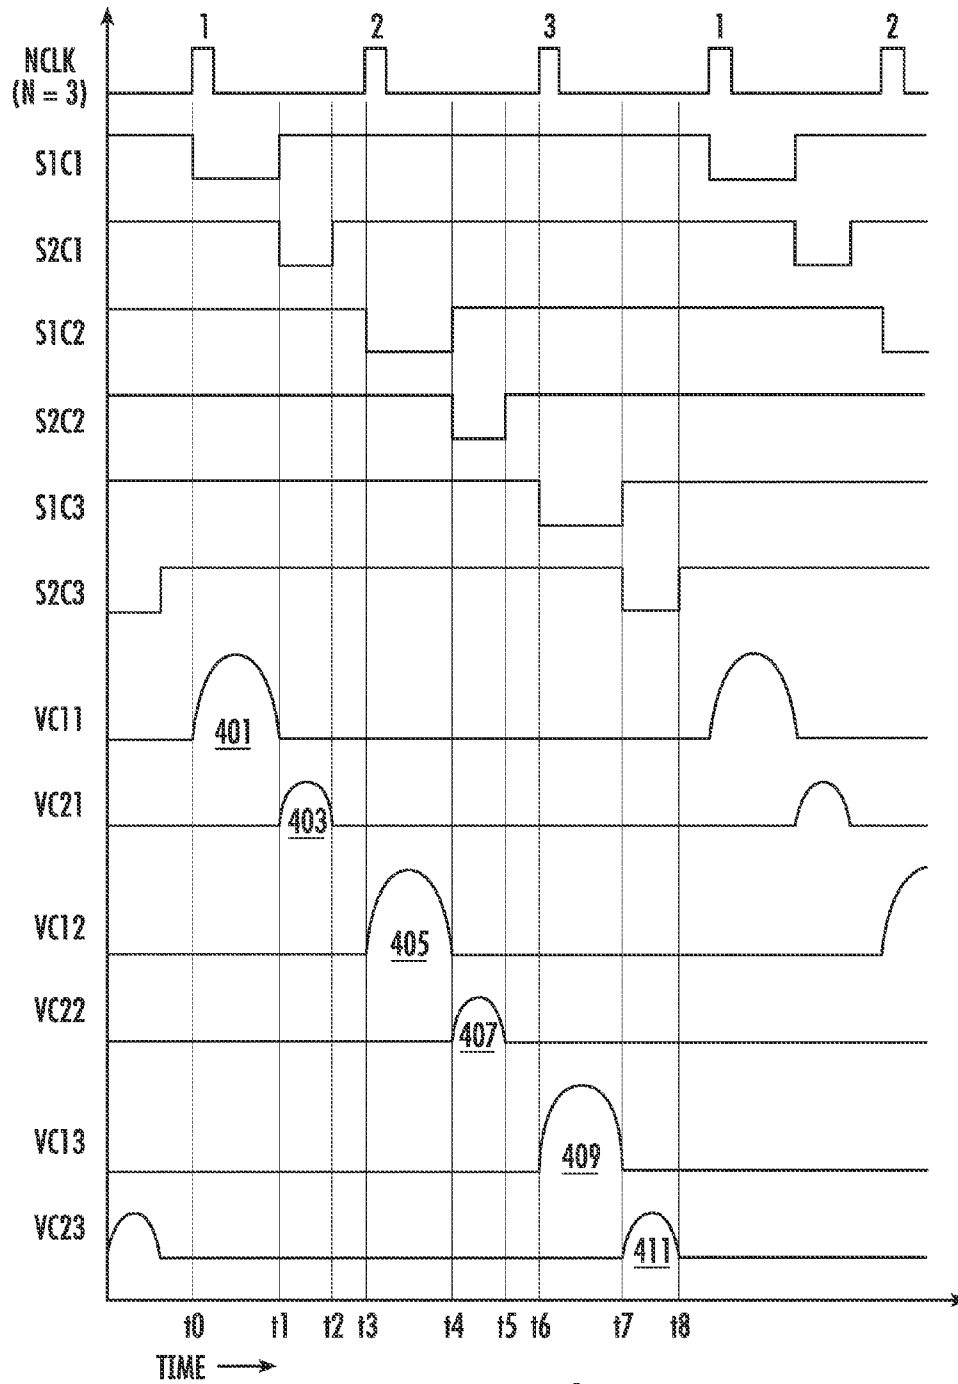 1 2 3 1 2
NCLK
(N = 3)
S1C1
S2C1
S1C2
S2C2
S1C3
S2C3
VC11
401
VC21
403
VC12
405
VC22
407
VC13
409
VC23
411
t0 t1 t2 t3 t4 t5 t6 t7 t8
TIME